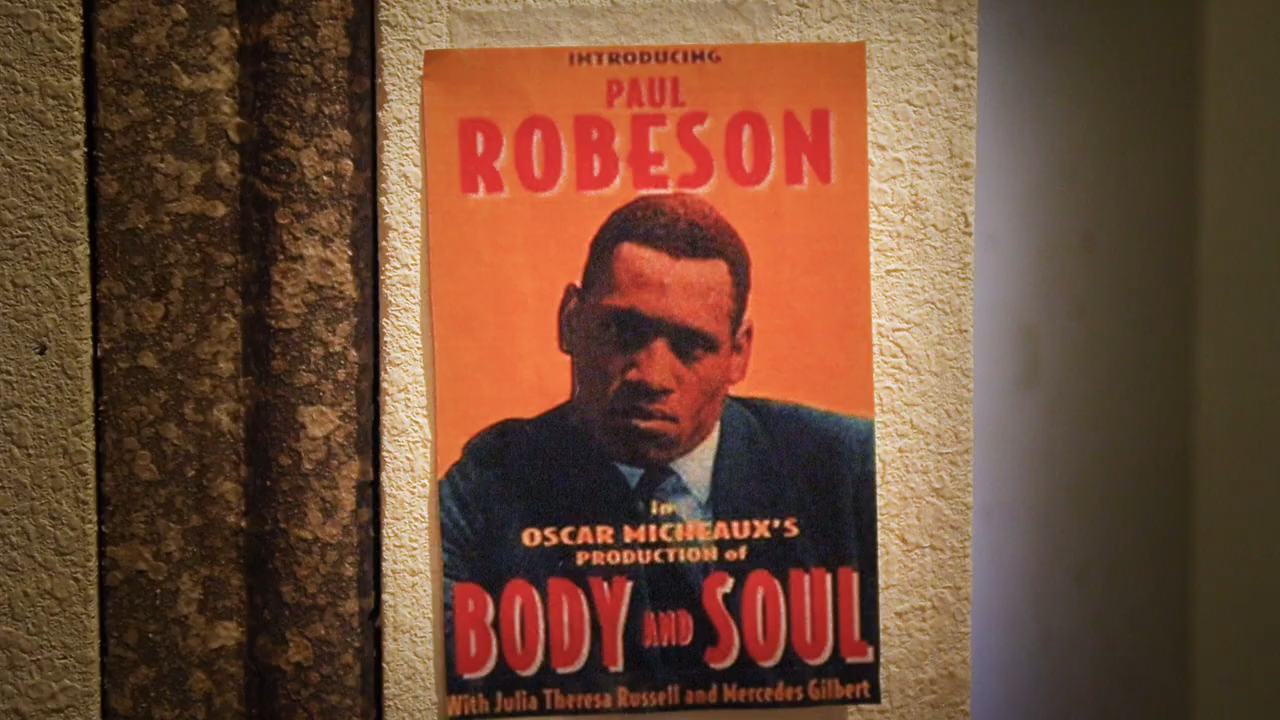 INTRODUCING
PAUL
ROBESON
In
OSCAR MICHEAUX'S
PRODUCTION of
BODY AND SOUL
With Julia Theresa Russell and Mercedes Gilbert